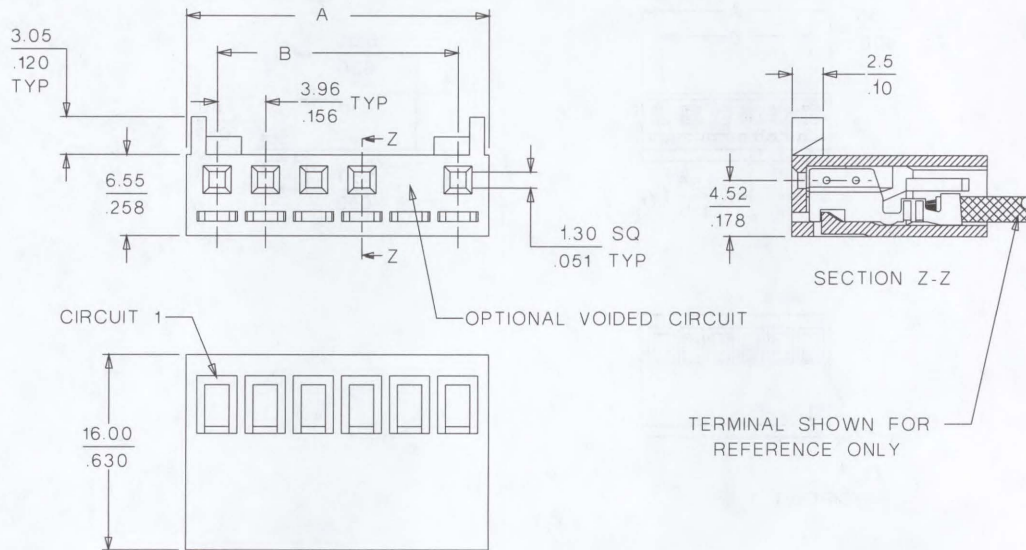 A
3.05
.120
TYP
B
2.5
.10
3.96
.156
TYP
Z
6.55
.258
4.52
.178
1.30 SQ
.051 TYP
Z
SECTION Z-Z
CIRCUIT 1
OPTIONAL VOIDED CIRCUIT
16.00
.630
TERMINAL SHOWN FOR
REFERENCE ONLY